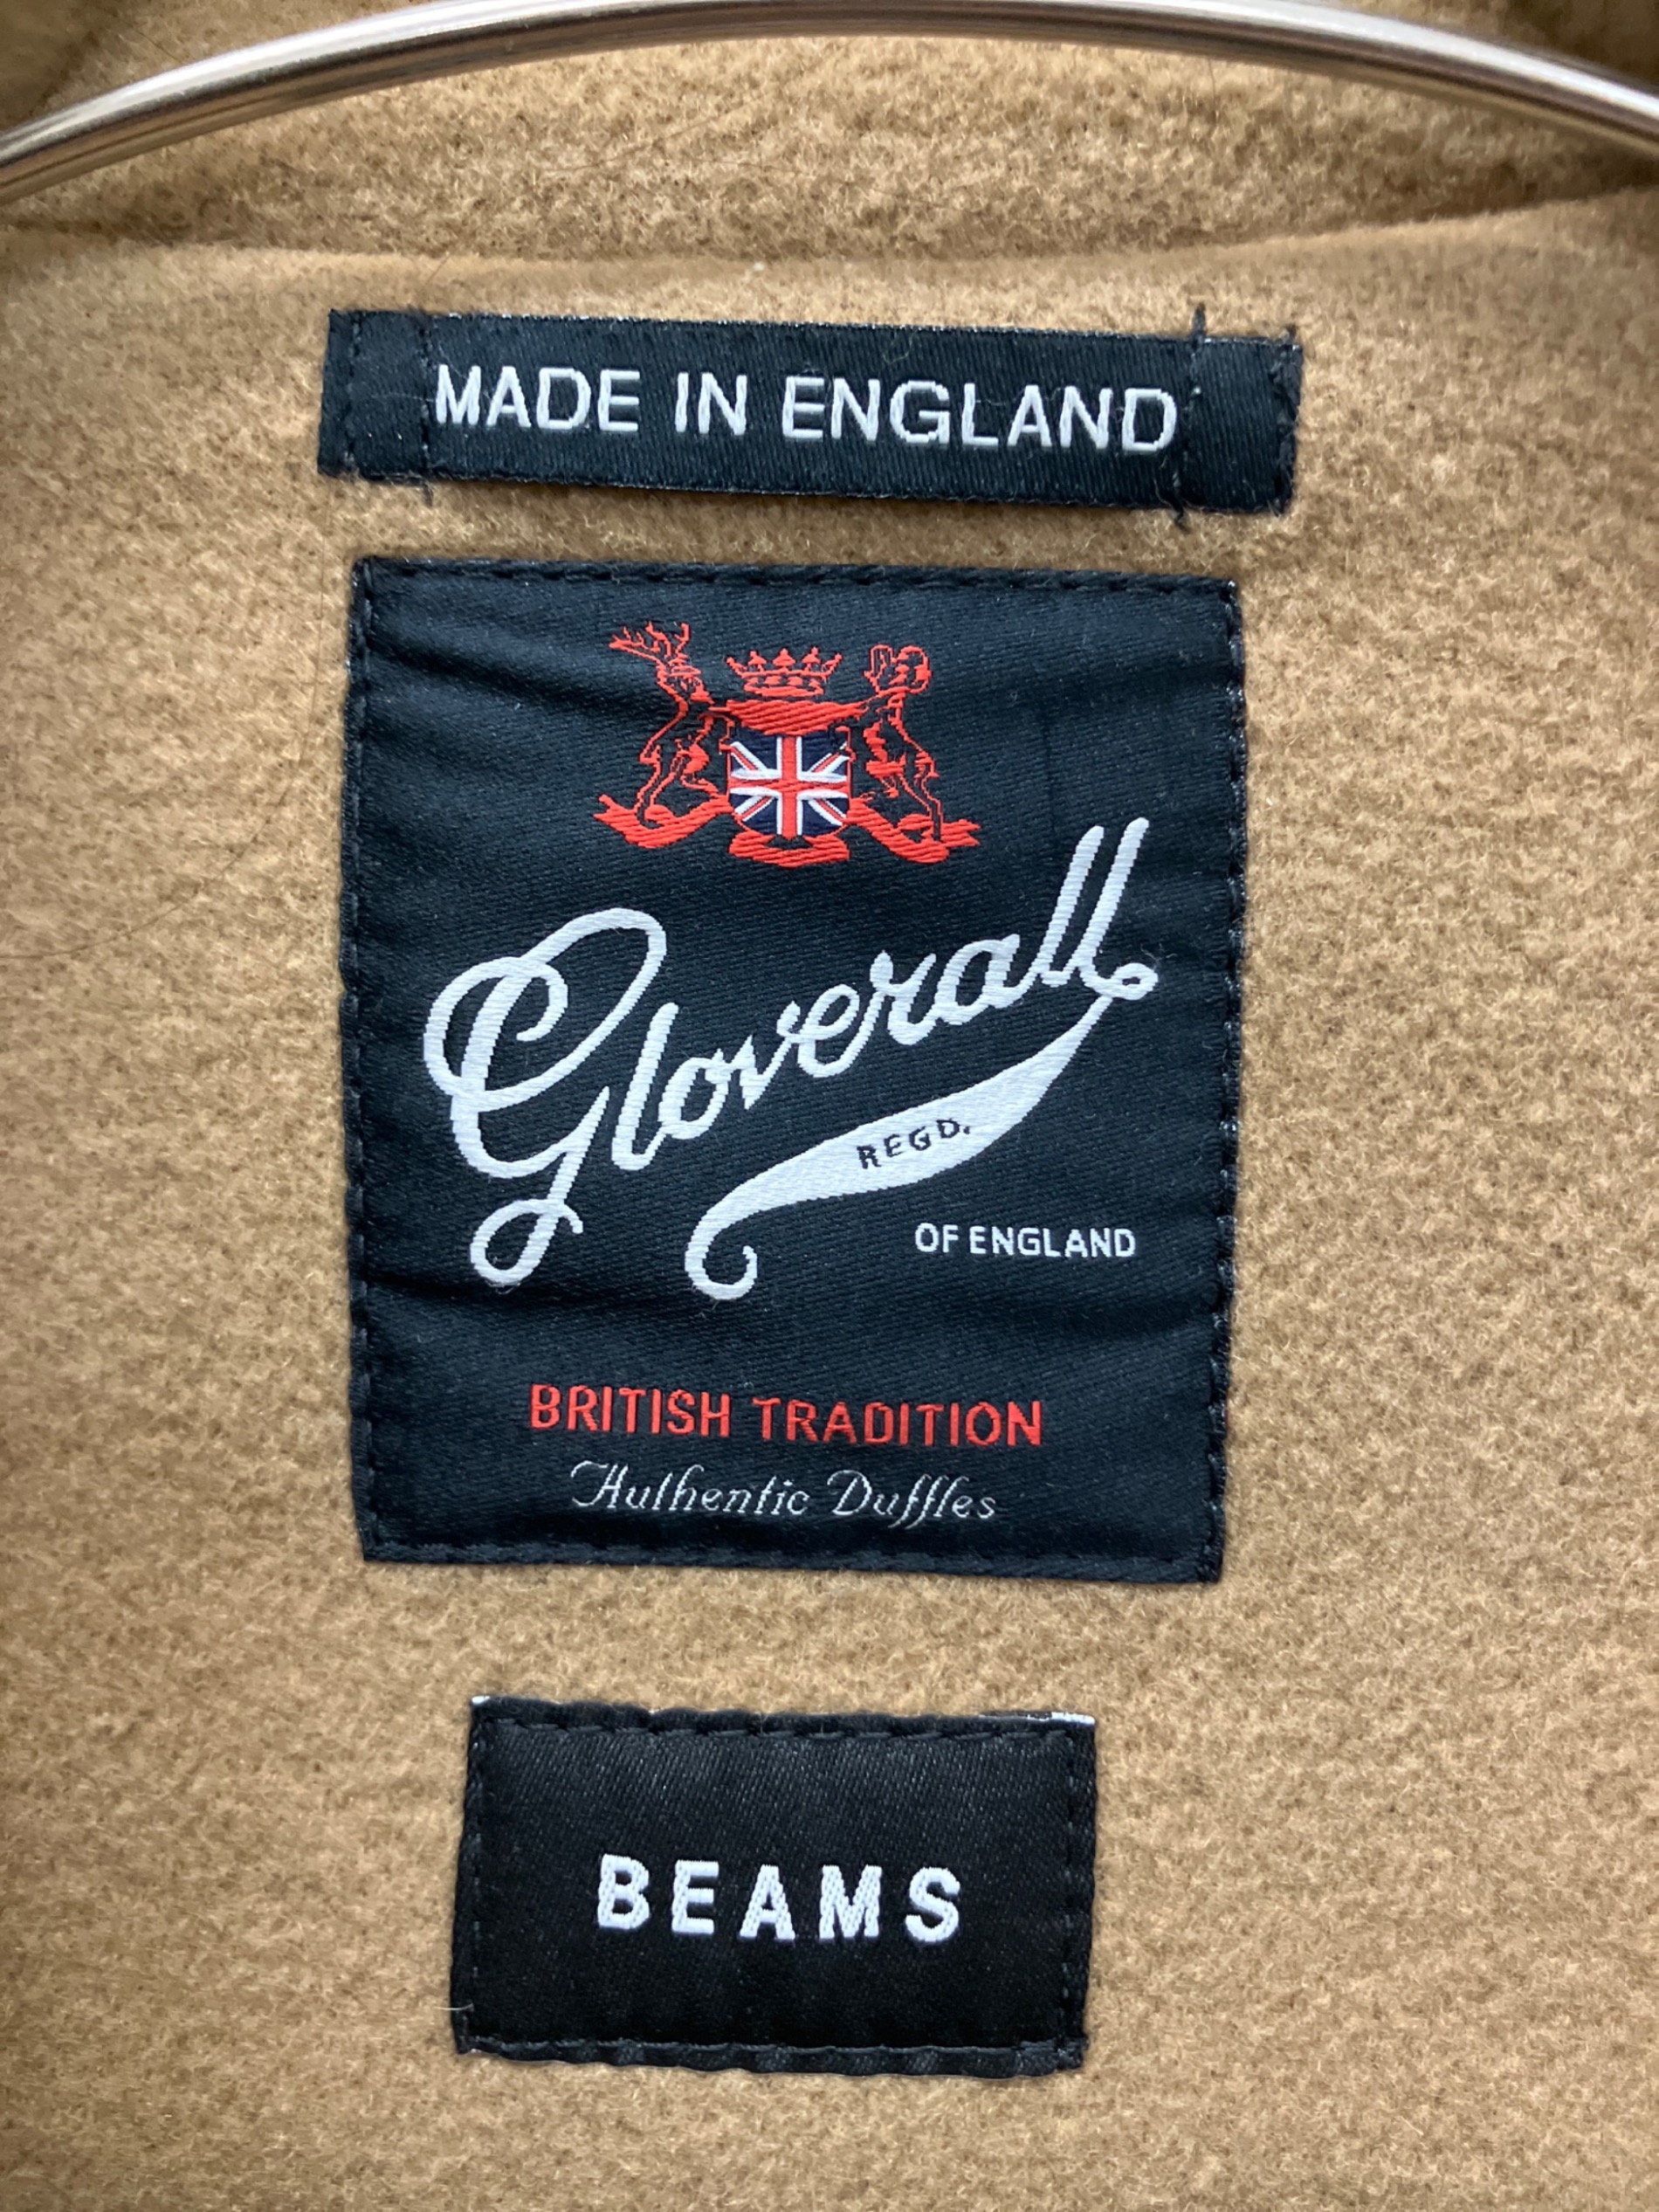 MADE IN ENGLAND
Gloverall
REGD.
OF ENGLAND
BRITISH TRADITION
Authentic Duffles
BEAMS